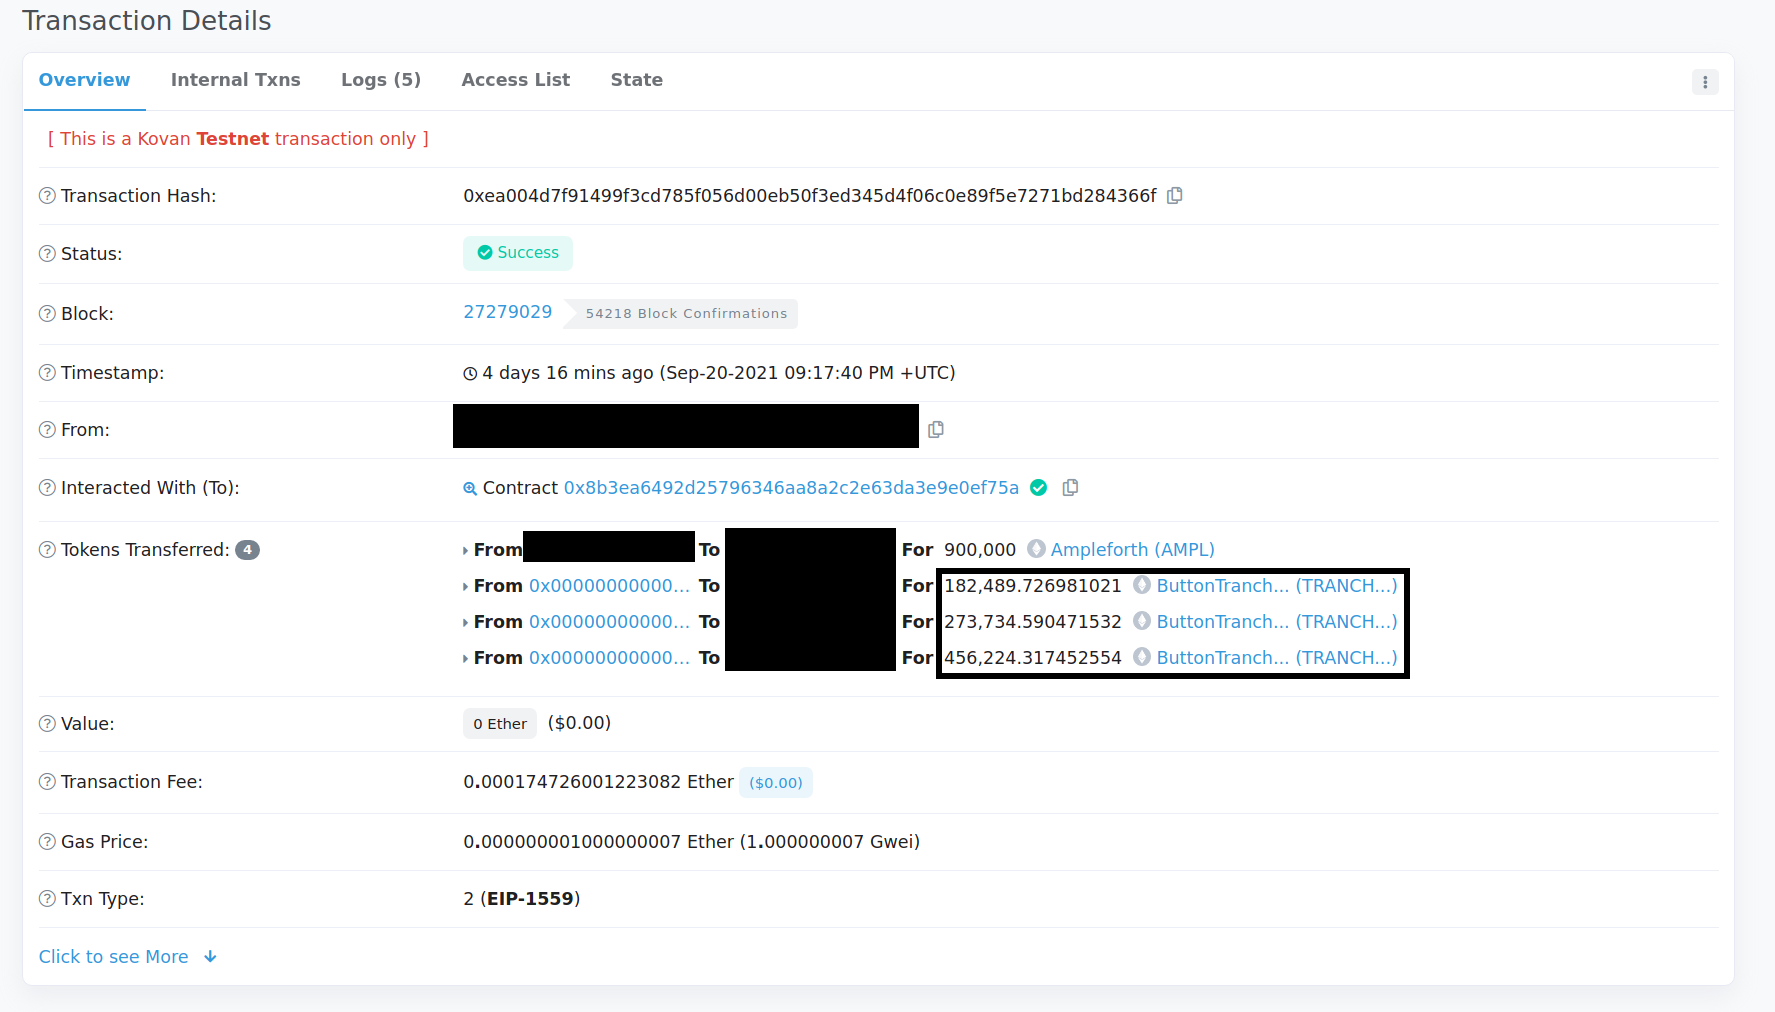 Transaction Details
Overview Internal Txns Logs (5) Access List State
[ This is a Kovan Testnet transaction only ]
Transaction Hash: 0xea004d7f91499f3cd785f056d00eb50f3ed345d4f06c0e89f5e7271bd284366f
Status: Success
Block: 27279029 54218 Block Confirmations
Timestamp: 4 days 16 mins ago (Sep-20-2021 09:17:40 PM +UTC)
From:
Interacted With (To): Contract 0x8b3ea6492d25796346aa8a2c2e63da3e9e0ef75a
Tokens Transferred: 4 From To For 900,000 Ampleforth (AMPL)
From 0x00000000000... To For 182,489.726981021 ButtonTranch... (TRANCH...)
From 0x00000000000... To For 273,734.590471532 ButtonTranch... (TRANCH...)
From 0x00000000000... To For 456,224.317452554 ButtonTranch... (TRANCH...)
Value: 0 Ether ($0.00)
Transaction Fee: 0.000174726001223082 Ether ($0.00)
Gas Price: 0.000000001000000007 Ether (1.000000007 Gwei)
Txn Type: 2 (EIP-1559)
Click to see More